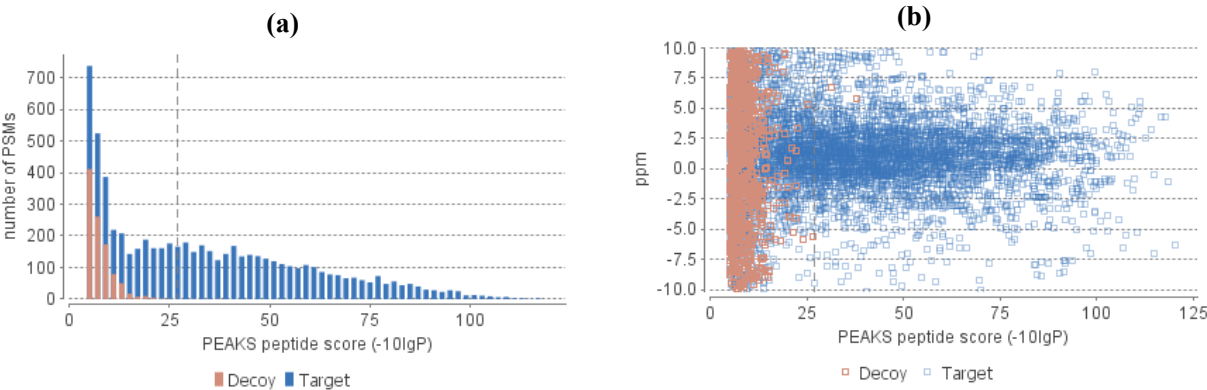 (a)
number of PSMs
700
600
500
400
300
200
100
0
0 25 50 75 100
PEAKS peptide score (-10lgP)
Decoy Target
(b)
ppm
10.0
7.5
5.0
2.5
0.0
-2.5
-5.0
-7.5
-10.0
0 25 50 75 100 125
PEAKS peptide score (-10lgP)
Decoy Target